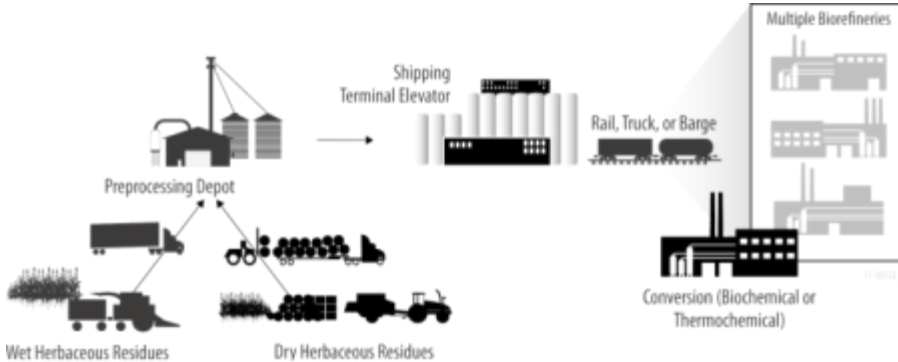 Multiple Biorefineries
Shipping
Terminal Elevator
Rail, Truck, or Barge
Preprocessing Depot
Conversion (Biochemical or
Thermochemical)
Wet Herbaceous Residues
Dry Herbaceous Residues